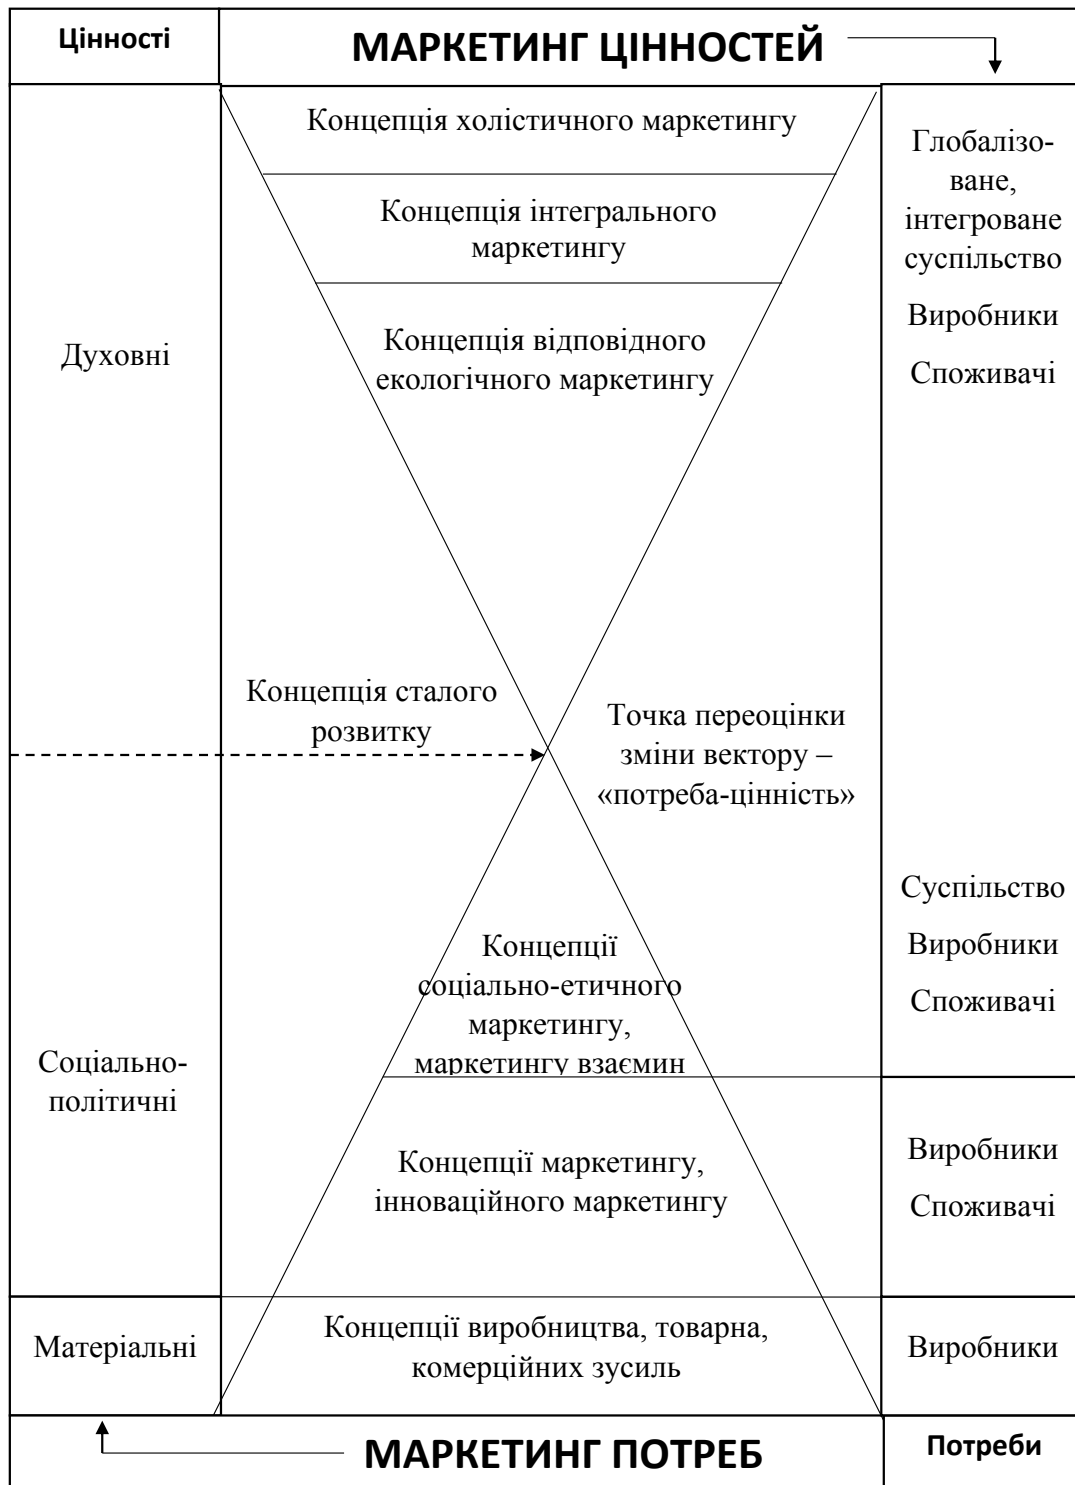 Цінності
МАРКЕТИНГ ЦІННОСТЕЙ
Концепція холістичного маркетингу
Концепція інтегрального
маркетингу
Концепція відповідного
екологічного маркетингу
Духовні
Глобалізо-
ване,
інтегроване
суспільство
Виробники
Споживачі
Концепція сталого
розвитку
Точка переоцінки
зміни вектору –
«потреба-цінність»
Суспільство
Виробники
Споживачі
Концепції
соціально-етичного
маркетингу,
маркетингу взаємин
Соціально-
політичні
Концепції маркетингу,
інноваційного маркетингу
Виробники
Споживачі
Матеріальні
Концепції виробництва, товарна,
комерційних зусиль
Виробники
МАРКЕТИНГ ПОТРЕБ
Потреби